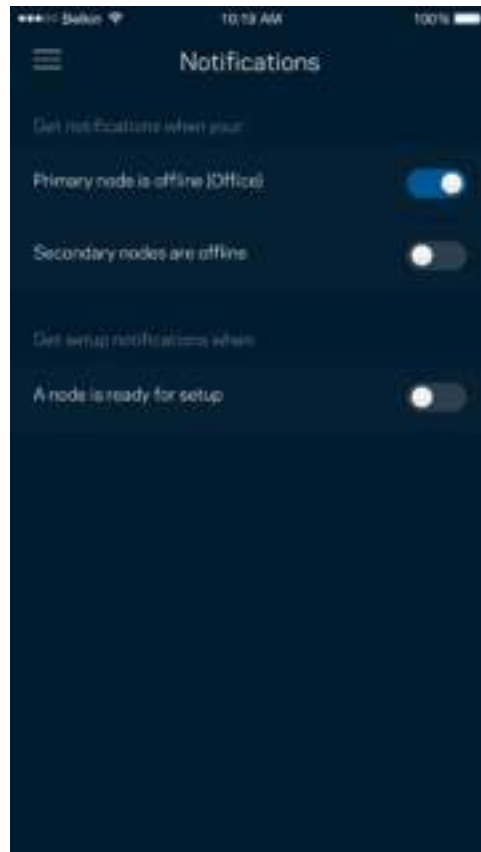 Belkin 10:19 AM 100%
Notifications
Get notifications when your
Primary node is offline (Office)
Secondary nodes are offline
Get setup notifications when
A node is ready for setup